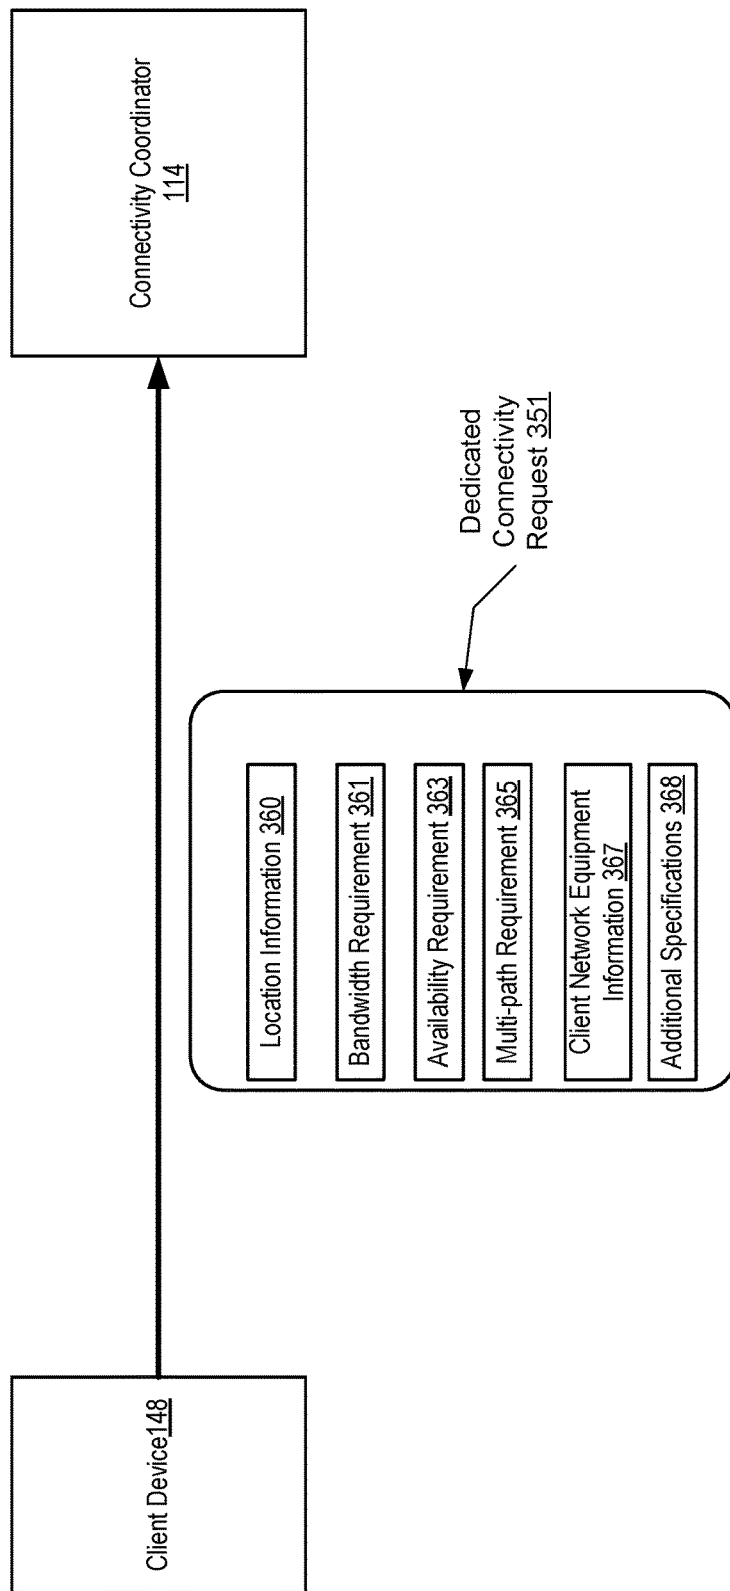 Client Device148
Connectivity Coordinator
114
Location Information 360
Bandwidth Requirement 361
Availability Requirement 363
Multi-path Requirement 365
Client Network Equipment
Information 367
Additional Specifications 368
Dedicated
Connectivity
Request 351